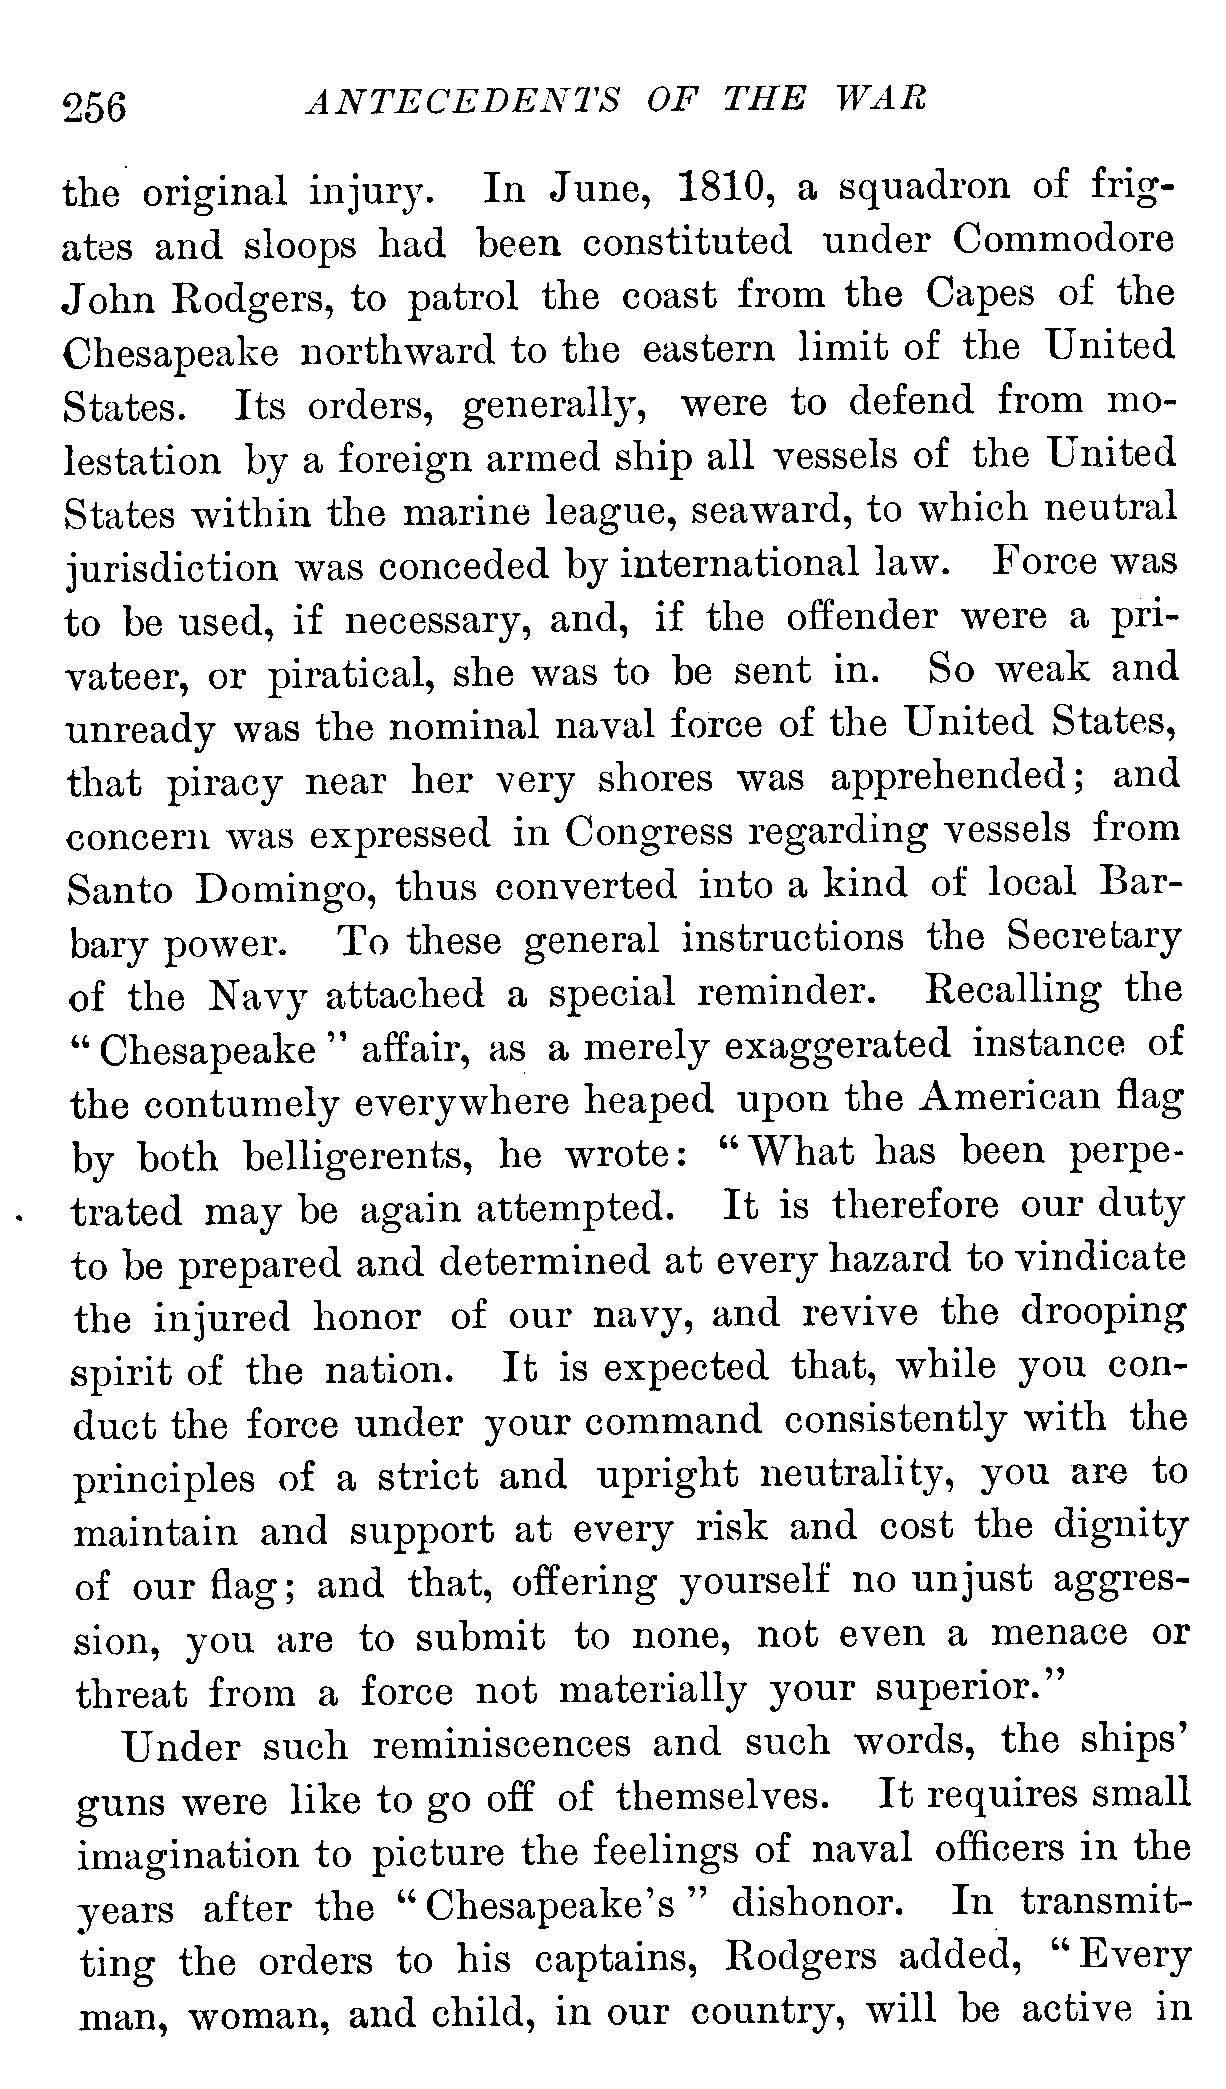 256 ANTECEDENTS OF THE WAR
the original injury. In June, 1810, a squadron of frig-
ates and sloops had been constituted under Commodore
John Rodgers, to patrol the coast from the Capes of the
Chesapeake northward to the eastern limit of the United
States. Its orders, generally, were to defend from mo-
lestation by a foreign armed ship all vessels of the United
States within the marine league, seaward, to which neutral
jurisdiction was conceded by international law. Force was
to be used, if necessary, and, if the offender were a pri-
vateer, or piratical, she was to be sent in. So weak and
unready was the nominal naval force of the United States,
that piracy near her very shores was apprehended; and
concern was expressed in Congress regarding vessels from
Santo Domingo, thus converted into a kind of local Bar-
bary power. To these general instructions the Secretary
of the Navy attached a special reminder. Recalling the
“Chesapeake” affair, as a merely exaggerated instance of
the contumely everywhere heaped upon the American flag
by both belligerents, he wrote: “What has been perpe-
trated may be again attempted. It is therefore our duty
to be prepared and determined at every hazard to vindicate
the injured honor of our navy, and revive the drooping
spirit of the nation. It is expected that, while you con-
duct the force under your command consistently with the
principles of a strict and upright neutrality, you are to
maintain and support at every risk and cost the dignity
of our flag; and that, offering yourself no unjust aggres-
sion, you are to submit to none, not even a menace or
threat from a force not materially your superior.”
Under such reminiscences and such words, the ships’
guns were like to go off of themselves. It requires small
imagination to picture the feelings of naval officers in the
years after the “Chesapeake’s” dishonor. In transmit-
ting the orders to his captains, Rodgers added, “Every
man, woman, and child, in our country, will be active in